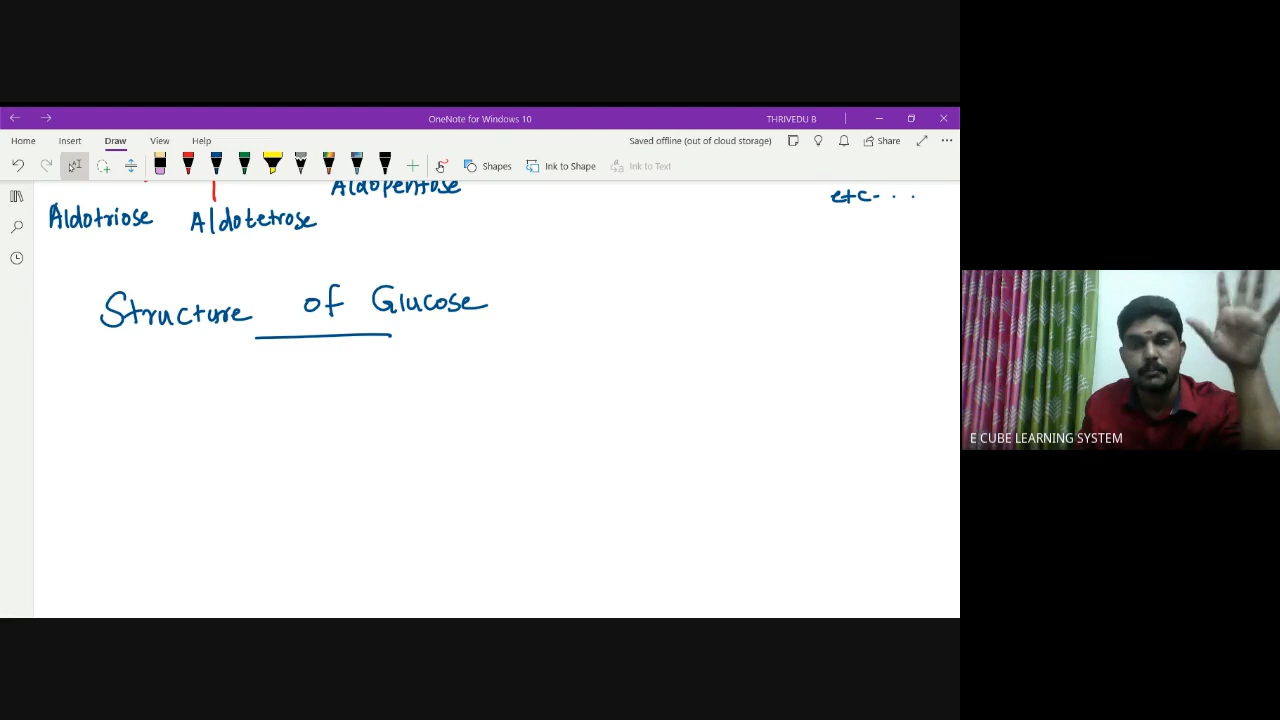 OneNote for Windows 10
THRIVEDU B
Home Insert Draw View Help
Saved offline (out of cloud storage)
Share
Shapes
Ink to Shape
Ink to Text
Aldopentose
etc- . . .
Aldotriose
Aldotetrose
Structure of Glucose
E CUBE LEARNING SYSTEM